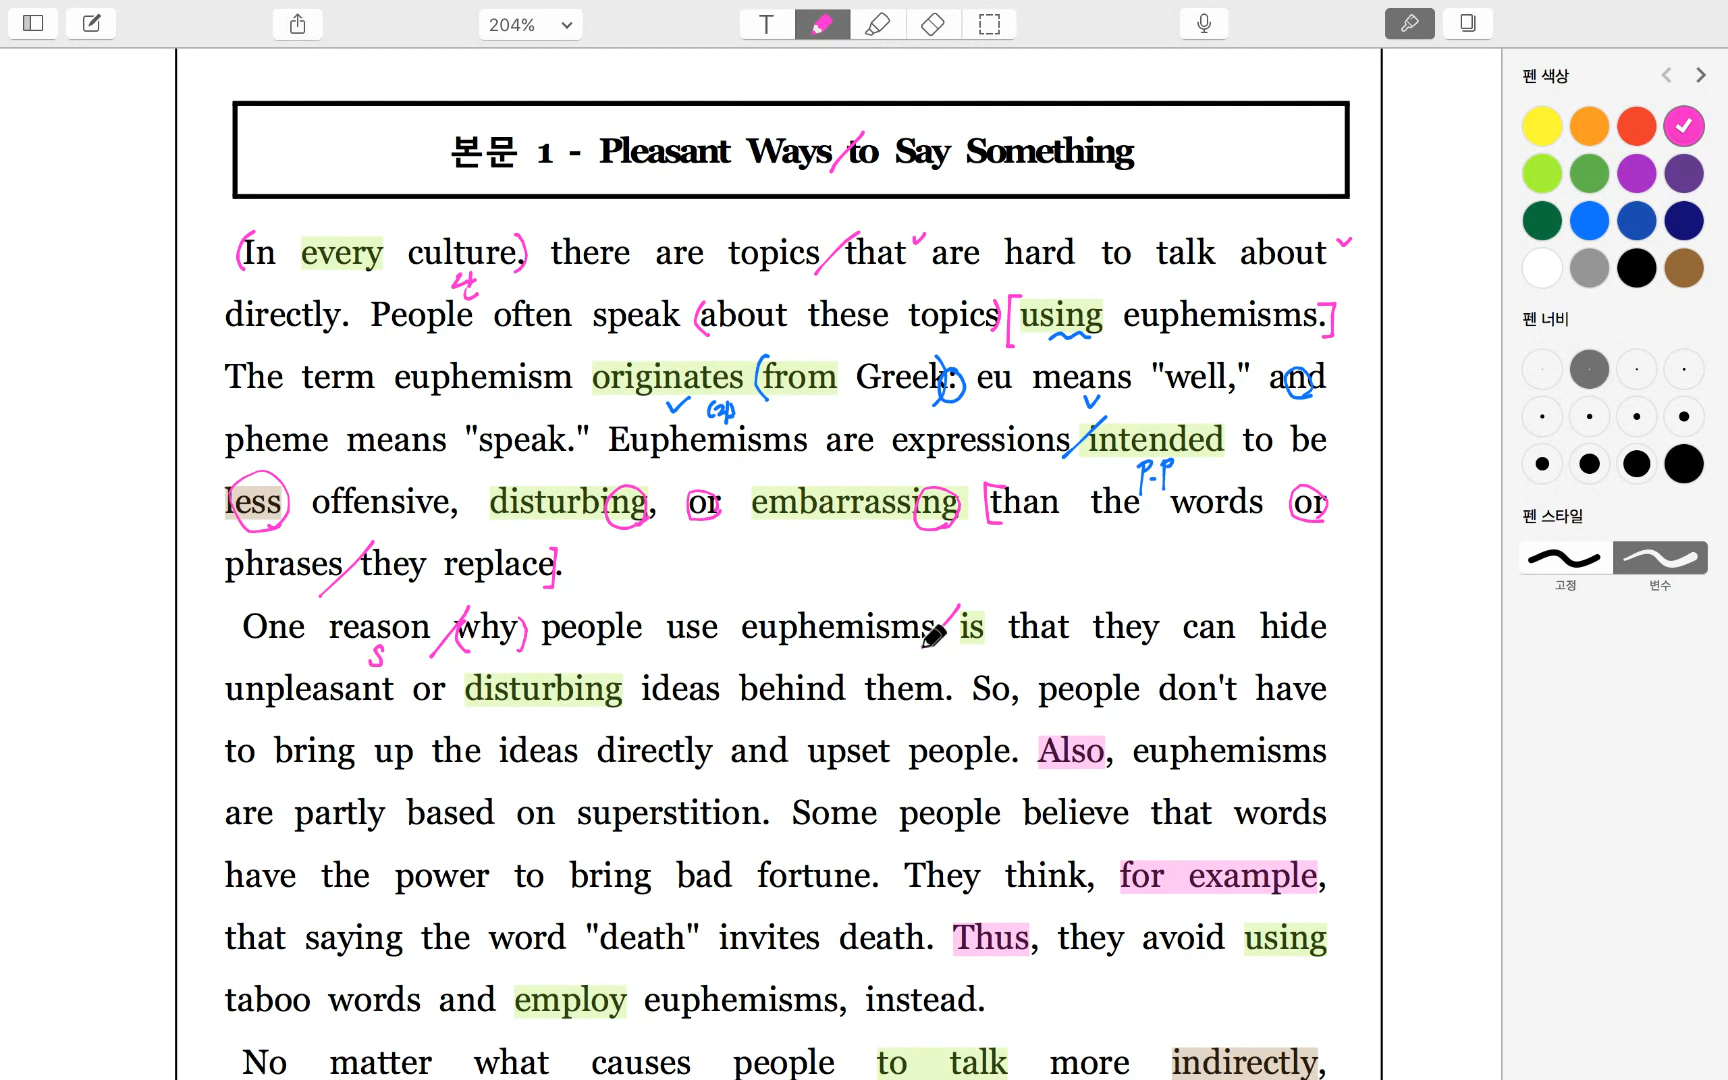 204%
T
펜 색상
펜 너비
펜 스타일
고정
변수
본문 1 - Pleasant Ways to Say Something
In every culture, there are topics that are hard to talk about
directly. People often speak about these topics using euphemisms.
The term euphemism originates from Greek: eu means "well," and
pheme means "speak." Euphemisms are expressions intended to be
P.P
less offensive, disturbing, or embarrassing than the words or
phrases they replace.
One reason why people use euphemisms is that they can hide
S
unpleasant or disturbing ideas behind them. So, people don't have
to bring up the ideas directly and upset people. Also, euphemisms
are partly based on superstition. Some people believe that words
have the power to bring bad fortune. They think, for example,
that saying the word "death" invites death. Thus, they avoid using
taboo words and employ euphemisms, instead.
No matter what causes people to talk more indirectly,